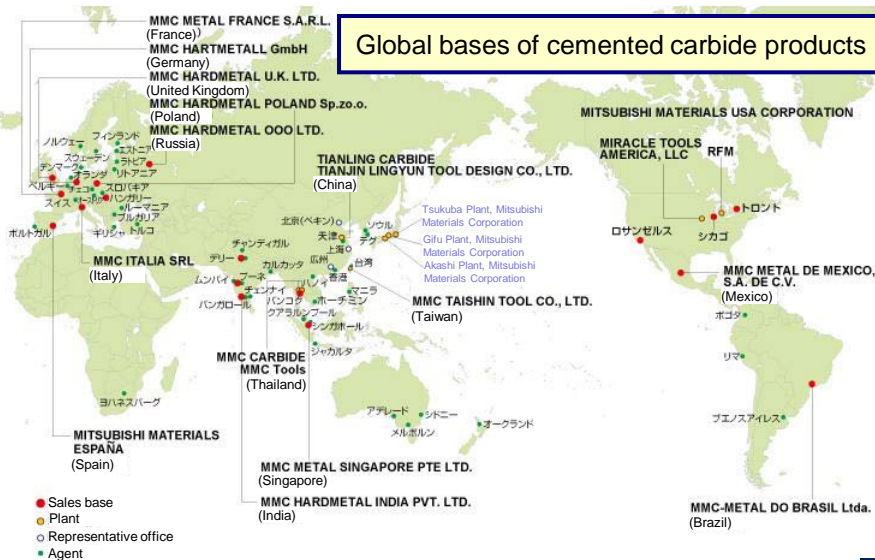 Global bases of cemented carbide products
MMC METAL FRANCE S.A.R.L.
(France))
MMC HARTMETALL GmbH
(Germany)
MMC HARDMETAL U.K. LTD.
(United Kingdom)
MMC HARDMETAL POLAND Sp.zo.o.
(Poland)
MMC HARDMETAL OOO LTD.
(Russia)
MITSUBISHI MATERIALS USA CORPORATION
MIRACLE TOOLS
AMERICA, LLC
RFM
TIANLING CARBIDE
TIANJIN LINGYUN TOOL DESIGN CO., LTD.
(China)
ノルウェー
フィンランド
スウェーデン
エストニア
デンマーク
ラトビア
リトアニア
オランダ
ベルギー
チェコ
スロバキア
スイス
ハンガリー
ルーマニア
ブルガリア
ポルトガル
ギリシャ
トルコ
Tsukuba Plant, Mitsubishi
Materials Corporation
Gifu Plant, Mitsubishi
Materials Corporation
Akashi Plant, Mitsubishi
Materials Corporation
北京(ペキン)
ソウル
天津
テグ
上海
広州
台湾
香港
チャンディガル
デリー
カルカッタ
ムンバイ
プーネ
チェンナイ
バンガロール
ハノイ
マニラ
バンコク
ホーチミン
クアラルンプール
シンガポール
ジャカルタ
トロント
ロサンゼルス
シカゴ
MMC ITALIA SRL
(Italy)
MMC METAL DE MEXICO,
S.A. DE C.V.
(Mexico)
MMC TAISHIN TOOL CO., LTD.
(Taiwan)
ボゴタ
リマ
MMC CARBIDE
MMC Tools
(Thailand)
ヨハネスバーグ
アデレード
シドニー
メルボルン
オークランド
ブエノスアイレス
MITSUBISHI MATERIALS
ESPAÑA
(Spain)
MMC METAL SINGAPORE PTE LTD.
(Singapore)
MMC HARDMETAL INDIA PVT. LTD.
(India)
MMC-METAL DO BRASIL Ltda.
(Brazil)
Sales base
Plant
Representative office
Agent